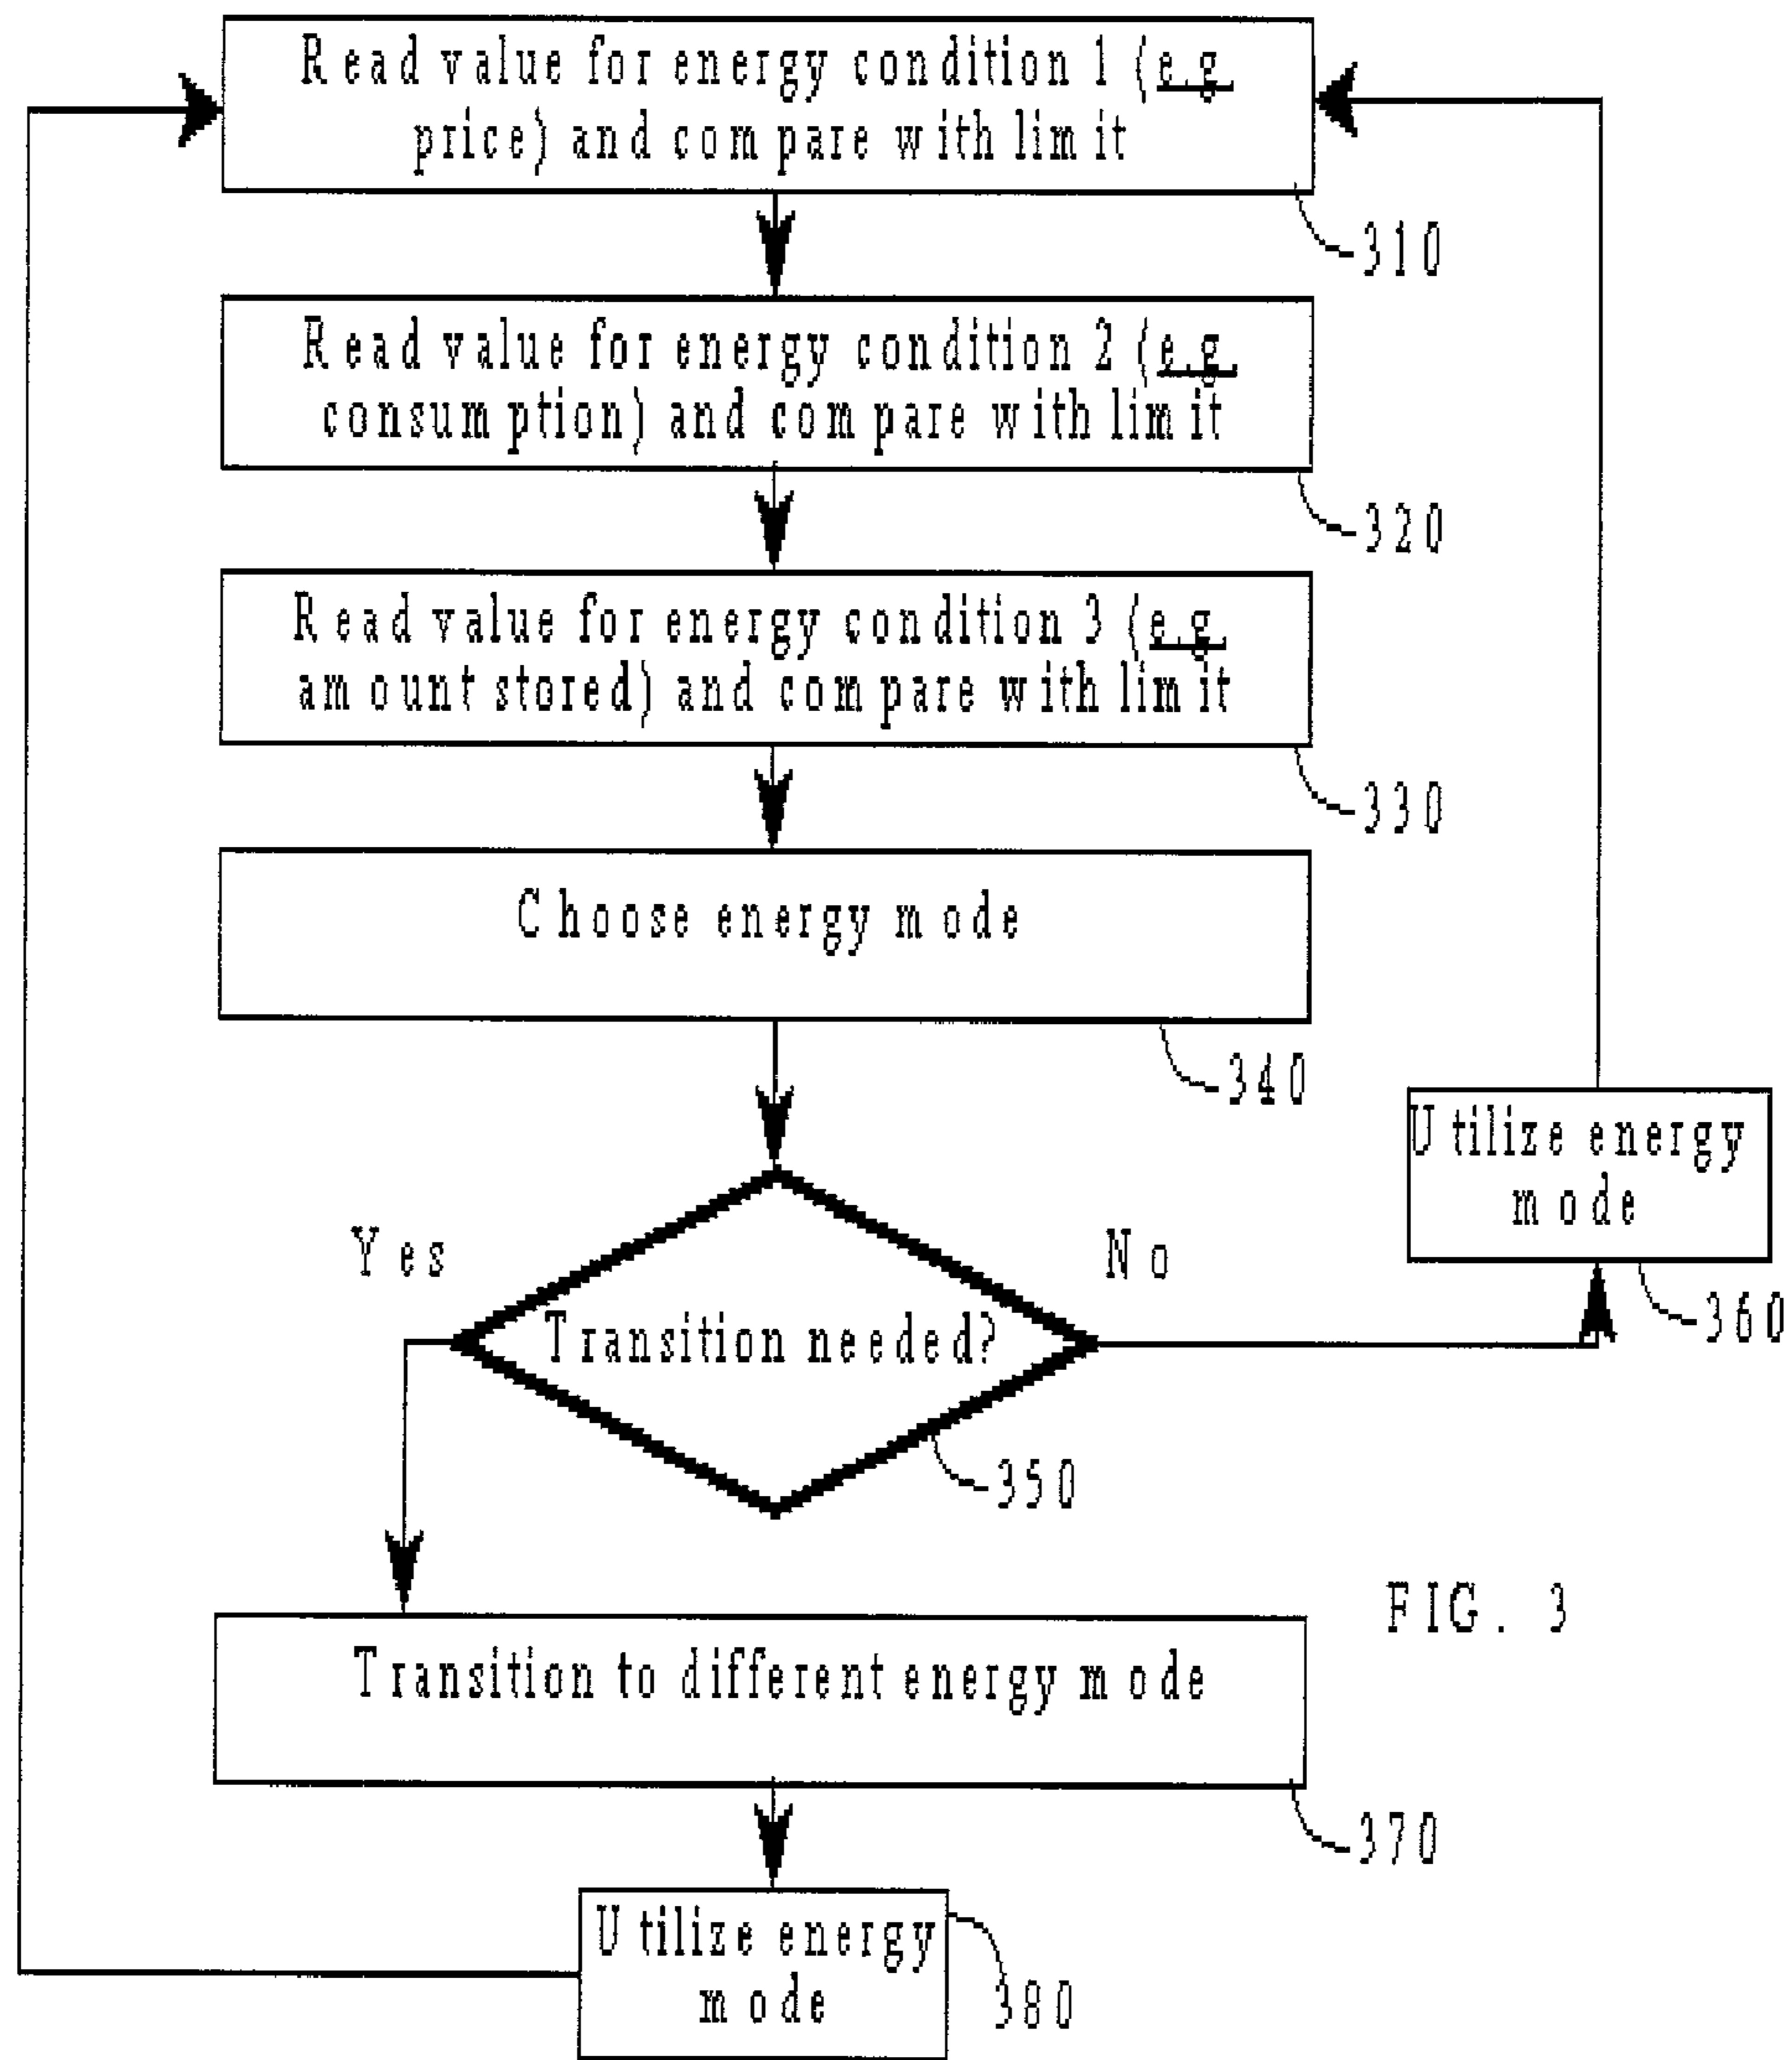 Read value for energy condition 1 (e.g.
price) and compare with limit
310
Read value for energy condition 2 (e.g.
consumption) and compare with limit
320
Read value for energy condition 3 (e.g.
amount stored) and compare with limit
330
Choose energy mode
340
Utilize energy
mode
360
Yes
No
Transition needed?
350
FIG. 3
Transition to different energy mode
370
Utilize energy
mode
380